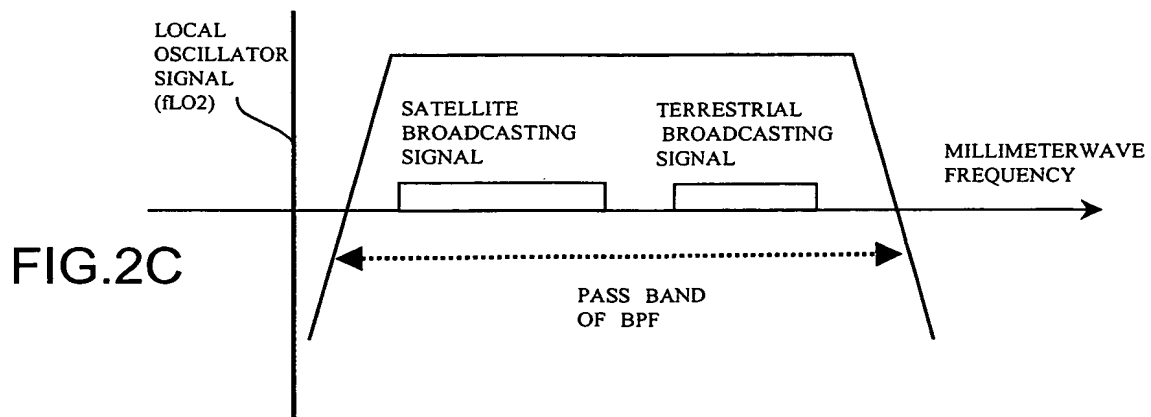 LOCAL
OSCILLATOR
SIGNAL
(fLO2)
SATELLITE
BROADCASTING
SIGNAL
TERRESTRIAL
BROADCASTING
SIGNAL
MILLIMETERWAVE
FREQUENCY
FIG.2C
PASS BAND
OF BPF